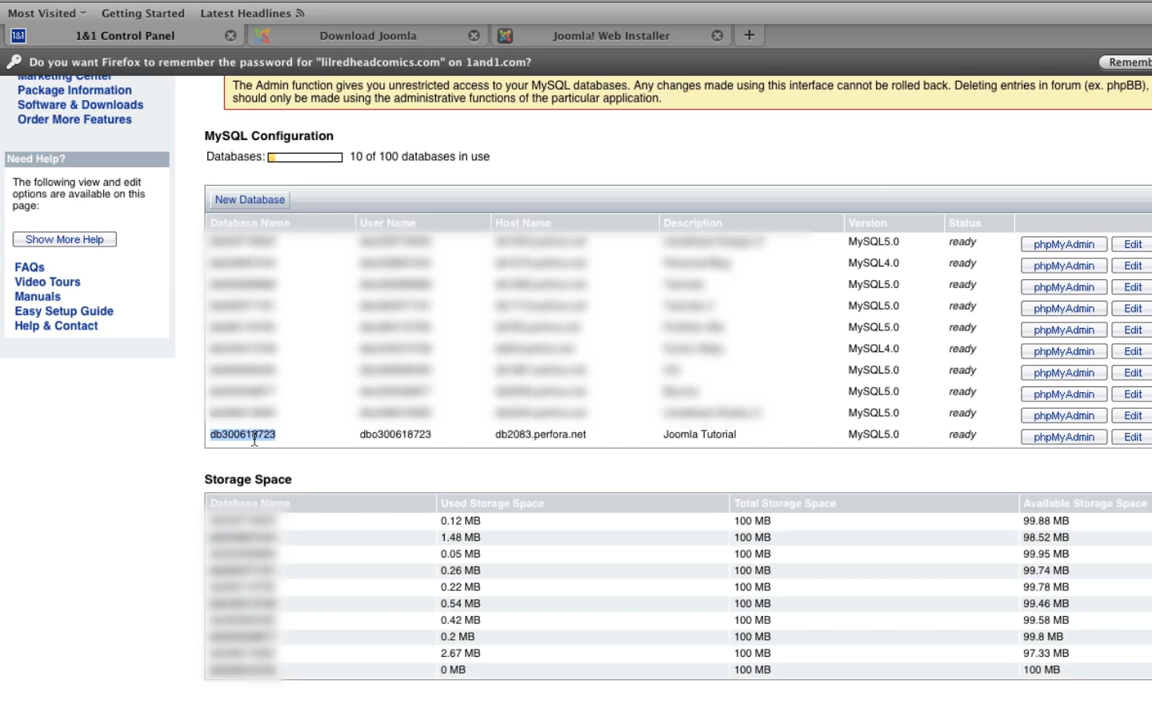 Most Visited Getting Started Latest Headlines
1&1 1&1 Control Panel Download Joomla Joomla! Web Installer +
Do you want Firefox to remember the password for "lilredheadcomics.com" on 1and1.com? Rememb
Marketing Center
Package Information
Software & Downloads
Order More Features
The Admin function gives you unrestricted access to your MySQL databases. Any changes made using this interface cannot be rolled back. Deleting entries in forum (ex. phpBB),
should only be made using the administrative functions of the particular application.
MySQL Configuration
Databases: 10 of 100 databases in use
Need Help?
The following view and edit
options are available on this
page:
Show More Help
FAQs
Video Tours
Manuals
Easy Setup Guide
Help & Contact
New Database
Database Name User Name Host Name Description Version Status
MySQL5.0 ready phpMyAdmin Edit
MySQL4.0 ready phpMyAdmin Edit
MySQL5.0 ready phpMyAdmin Edit
MySQL5.0 ready phpMyAdmin Edit
MySQL5.0 ready phpMyAdmin Edit
MySQL4.0 ready phpMyAdmin Edit
MySQL5.0 ready phpMyAdmin Edit
MySQL5.0 ready phpMyAdmin Edit
MySQL5.0 ready phpMyAdmin Edit
db300618723 dbo300618723 db2083.perfora.net Joomla Tutorial MySQL5.0 ready phpMyAdmin Edit
Storage Space
Database Name Used Storage Space Total Storage Space Available Storage Space
0.12 MB 100 MB 99.88 MB
1.48 MB 100 MB 98.52 MB
0.05 MB 100 MB 99.95 MB
0.26 MB 100 MB 99.74 MB
0.22 MB 100 MB 99.78 MB
0.54 MB 100 MB 99.46 MB
0.42 MB 100 MB 99.58 MB
0.2 MB 100 MB 99.8 MB
2.67 MB 100 MB 97.33 MB
0 MB 100 MB 100 MB